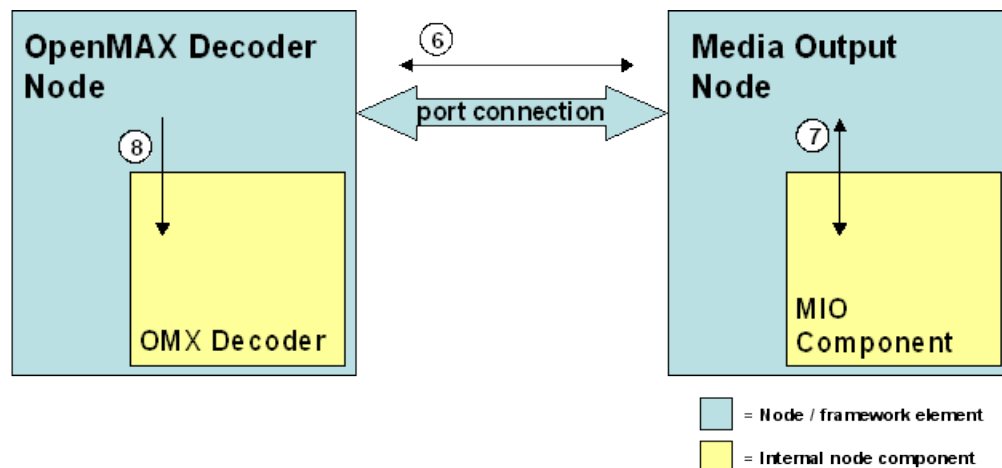 OpenMAX Decoder
Node
6
port connection
Media Output
Node
8
7
OMX Decoder
MIO
Component
= Node / framework element
= Internal node component